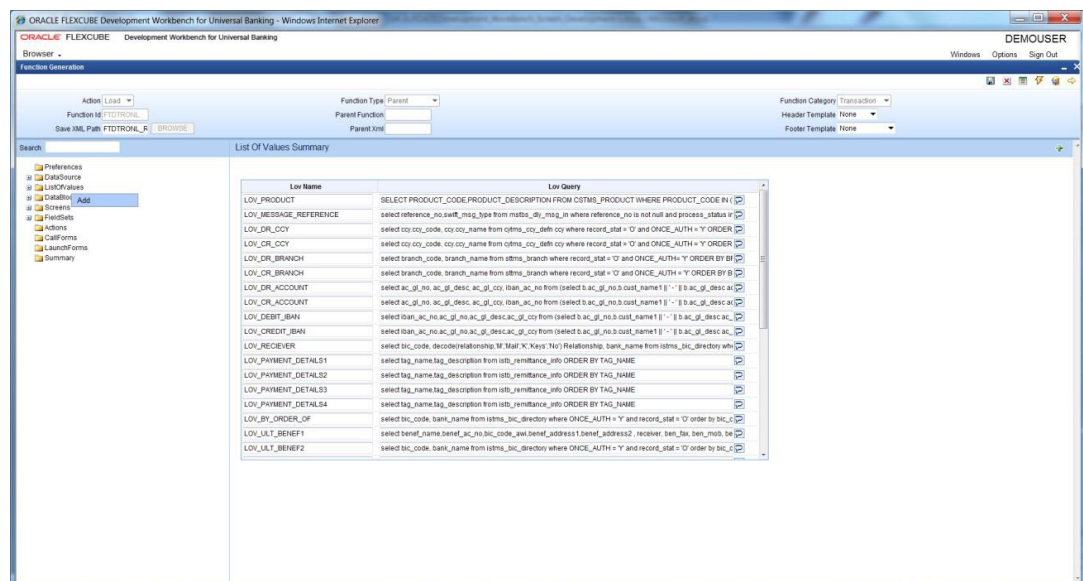 ORACLE FLEXCUBE Development Workbench for Universal Banking - Windows Internet Explorer
ORACLE FLEXCUBE Development Workbench for Universal Banking DEMOUSER
Browser Windows Options Sign Out
Function Generation
Action Load Function Type Parent Function Category Transaction
Function Id FTDTRONL Parent Function Header Template None
Save XML Path FTDTRONL_R BROWSE Parent Xml Footer Template None
Search List Of Values Summary
Preferences
DataSource
ListOfValues
DataBloc Add
Screens
FieldSets
Actions
CallForms
LaunchForms
Summary
Lov Name Lov Query
LOV_PRODUCT SELECT PRODUCT_CODE,PRODUCT_DESCRIPTION FROM CSTMS_PRODUCT WHERE PRODUCT_CODE IN (
LOV_MESSAGE_REFERENCE select reference_no,swift_msg_type from mstbs_dly_msg_in where reference_no is not null and process_status in
LOV_DR_CCY select ccy.ccy_code, ccy.ccy_name from cytms_ccy_defn ccy where record_stat = 'O' and ONCE_AUTH = 'Y' ORDER
LOV_CR_CCY select ccy.ccy_code, ccy.ccy_name from cytms_ccy_defn ccy where record_stat = 'O' and ONCE_AUTH = 'Y' ORDER
LOV_DR_BRANCH select branch_code, branch_name from sttms_branch where record_stat = 'O' and ONCE_AUTH= 'Y' ORDER BY
LOV_CR_BRANCH select branch_code, branch_name from sttms_branch where record_stat = 'O' and ONCE_AUTH = 'Y' ORDER BY B
LOV_DR_ACCOUNT select ac_gl_no, ac_gl_desc, ac_gl_ccy, iban_ac_no from (select b.ac_gl_no,b.cust_name1 || ' - ' || b.ac_gl_desc
LOV_CR_ACCOUNT select ac_gl_no, ac_gl_desc, ac_gl_ccy, iban_ac_no from (select b.ac_gl_no,b.cust_name1 || ' - ' || b.ac_gl_desc
LOV_DEBIT_IBAN select iban_ac_no,ac_gl_no,ac_gl_desc,ac_gl_ccy from (select b.ac_gl_no,b.cust_name1 || ' - ' || b.ac_gl_desc ac_
LOV_CREDIT_IBAN select iban_ac_no,ac_gl_no,ac_gl_desc,ac_gl_ccy from (select b.ac_gl_no,b.cust_name1 || ' - ' || b.ac_gl_desc ac_
LOV_RECIEVER select bic_code, decode(relationship,'M','Mail','K','Keys','No') Relationship, bank_name from istms_bic_directory
LOV_PAYMENT_DETAILS1 select tag_name,tag_description from istb_remittance_info ORDER BY TAG_NAME
LOV_PAYMENT_DETAILS2 select tag_name,tag_description from istb_remittance_info ORDER BY TAG_NAME
LOV_PAYMENT_DETAILS3 select tag_name,tag_description from istb_remittance_info ORDER BY TAG_NAME
LOV_PAYMENT_DETAILS4 select tag_name,tag_description from istb_remittance_info ORDER BY TAG_NAME
LOV_BY_ORDER_OF select bic_code, bank_name from istms_bic_directory where ONCE_AUTH = 'Y' and record_stat = 'O' order by bic_c
LOV_ULT_BENEF1 select benef_name,benef_ac_no,bic_code_awi,benef_address1,benef_address2 , receiver, ben_fax, ben_mob, be
LOV_ULT_BENEF2 select bic_code, bank_name from istms_bic_directory where ONCE_AUTH = 'Y' and record_stat = 'O' order by bic_c